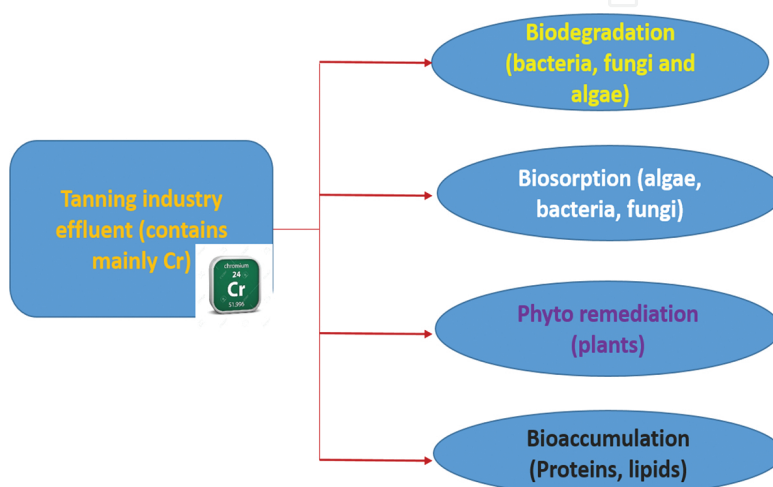 Biodegradation
(bacteria, fungi and
algae)
Tanning industry
effluent (contains
mainly Cr)
chromium
24
Cr
51.996
Biosorption (algae,
bacteria, fungi)
Phyto remediation
(plants)
Bioaccumulation
(Proteins, lipids)